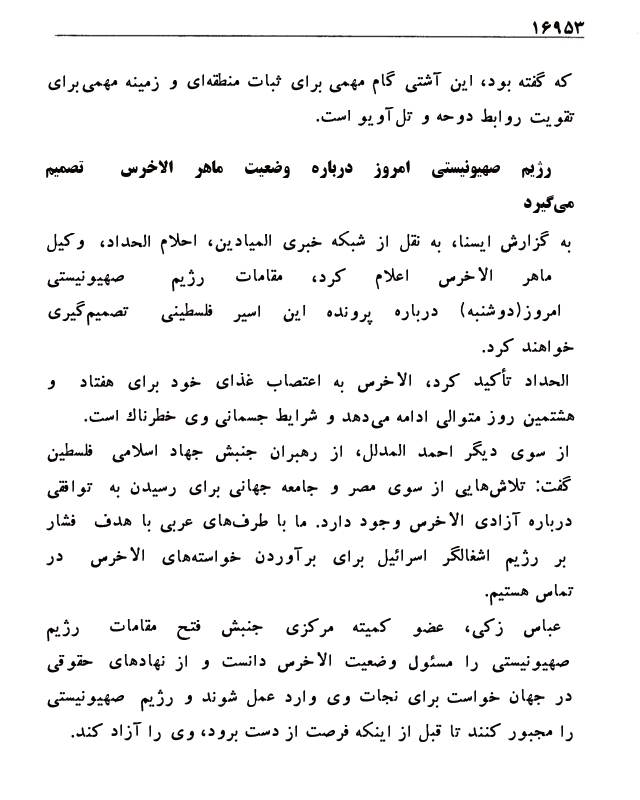 ۱۶۹۵۳
که گفته بود، این آشتی گام مهمی برای ثبات منطقه‌ای و زمینه مهمی برای
تقویت روابط دوحه و تل‌آویو است.
رژیم صهیونیستی امروز درباره وضعیت ماهر الاخرس تصمیم
می‌گیرد
به گزارش ایسنا، به نقل از شبکه خبری المیادین، احلام الحداد، وکیل
ماهر الاخرس اعلام کرد، مقامات رژیم صهیونیستی
امروز(دوشنبه) درباره پرونده این اسیر فلسطینی تصمیم‌گیری
خواهند کرد.
الحداد تأکید کرد، الاخرس به اعتصاب غذای خود برای هفتاد و
هشتمین روز متوالی ادامه می‌دهد و شرایط جسمانی وی خطرناک است.
از سوی دیگر احمد المدلل، از رهبران جنبش جهاد اسلامی فلسطین
گفت: تلاش‌هایی از سوی مصر و جامعه جهانی برای رسیدن به توافقی
درباره آزادی الاخرس وجود دارد. ما با طرف‌های عربی با هدف فشار
بر رژیم اشغالگر اسرائیل برای برآوردن خواسته‌های الاخرس در
تماس هستیم.
عباس زکی، عضو کمیته مرکزی جنبش فتح مقامات رژیم
صهیونیستی را مسئول وضعیت الاخرس دانست و از نهادهای حقوقی
در جهان خواست برای نجات وی وارد عمل شوند و رژیم صهیونیستی
را مجبور کنند تا قبل از اینکه فرصت از دست برود، وی را آزاد کند.